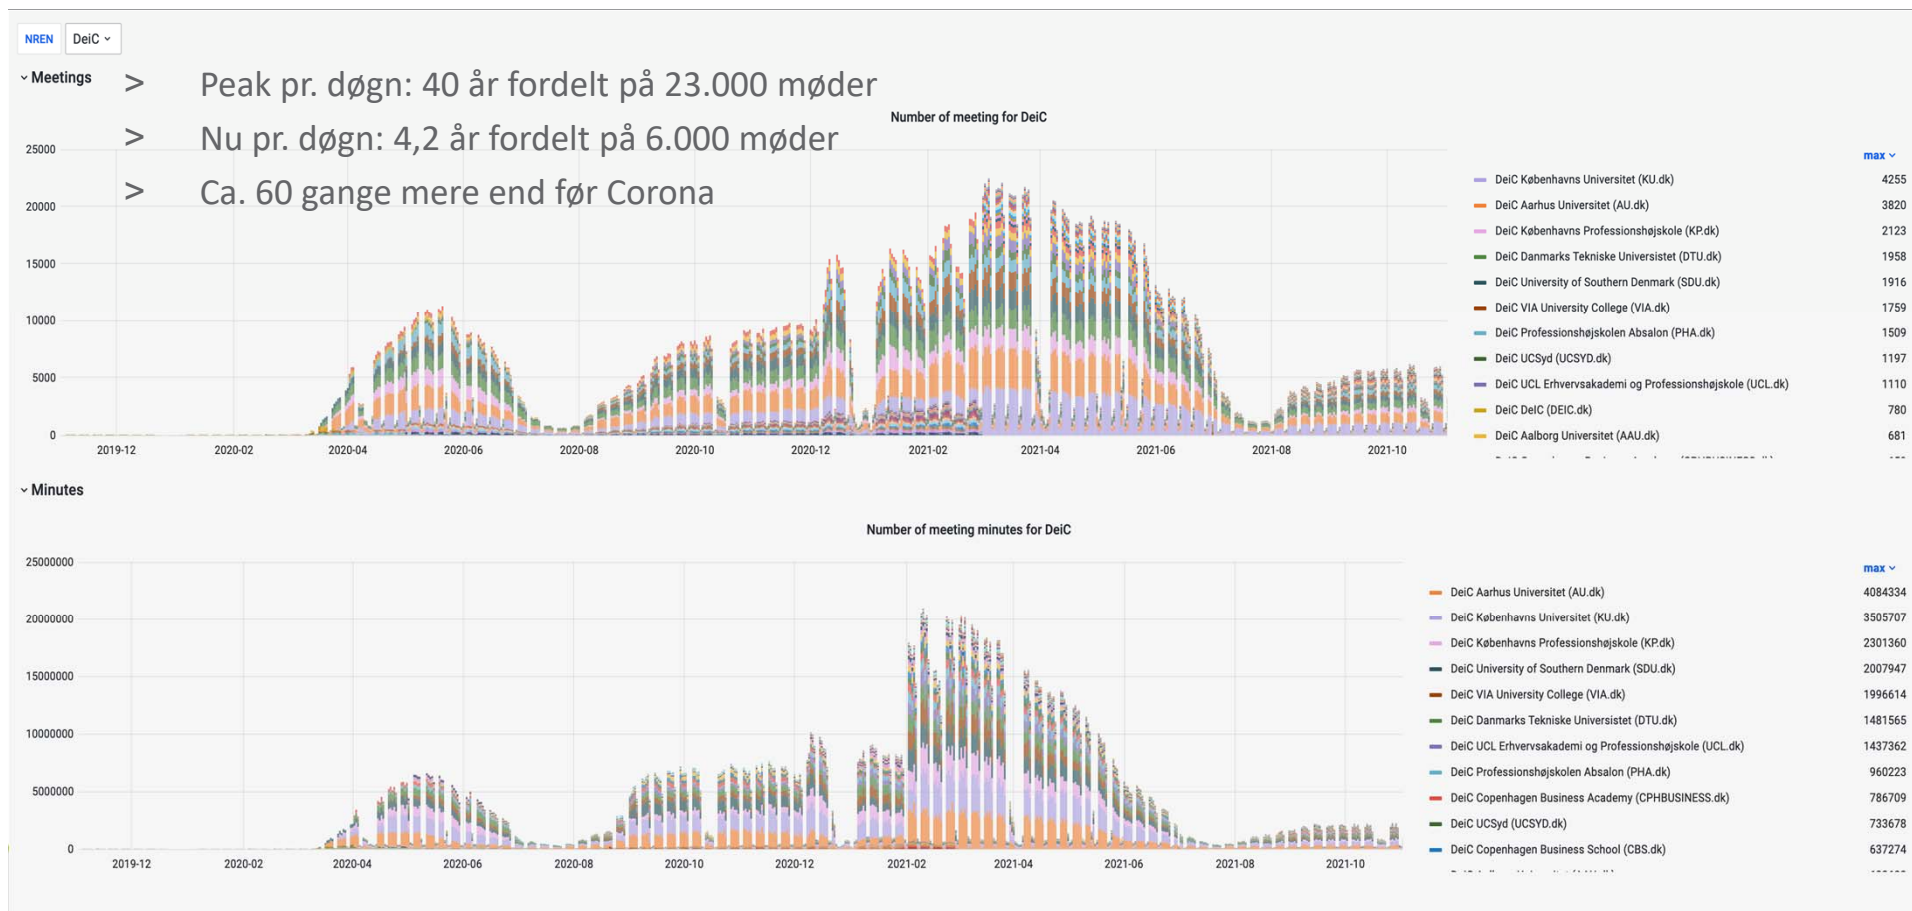 NREN DeiC
Meetings
> Peak pr. døgn: 40 år fordelt på 23.000 møder
> Nu pr. døgn: 4,2 år fordelt på 6.000 møder
> Ca. 60 gange mere end før Corona
Number of meeting for DeiC
25000
20000
15000
10000
5000
0
2019-12 2020-02 2020-04 2020-06 2020-08 2020-10 2020-12 2021-02 2021-04 2021-06 2021-08 2021-10
max
DeiC Københavns Universitet (KU.dk) 4255
DeiC Aarhus Universitet (AU.dk) 3820
DeiC Københavns Professionshøjskole (KP.dk) 2123
DeiC Danmarks Tekniske Universistet (DTU.dk) 1958
DeiC University of Southern Denmark (SDU.dk) 1916
DeiC VIA University College (VIA.dk) 1759
DeiC Professionshøjskolen Absalon (PHA.dk) 1509
DeiC UCSyd (UCSYD.dk) 1197
DeiC UCL Erhvervsakademi og Professionshøjskole (UCL.dk) 1110
DeiC DeIC (DEIC.dk) 780
DeiC Aalborg Universitet (AAU.dk) 681
Minutes
Number of meeting minutes for DeiC
25000000
20000000
15000000
10000000
5000000
0
2019-12 2020-02 2020-04 2020-06 2020-08 2020-10 2020-12 2021-02 2021-04 2021-06 2021-08 2021-10
max
DeiC Aarhus Universitet (AU.dk) 4084334
DeiC Københavns Universitet (KU.dk) 3505707
DeiC Københavns Professionshøjskole (KP.dk) 2301360
DeiC University of Southern Denmark (SDU.dk) 2007947
DeiC VIA University College (VIA.dk) 1996614
DeiC Danmarks Tekniske Universistet (DTU.dk) 1481565
DeiC UCL Erhvervsakademi og Professionshøjskole (UCL.dk) 1437362
DeiC Professionshøjskolen Absalon (PHA.dk) 960223
DeiC Copenhagen Business Academy (CPHBUSINESS.dk) 786709
DeiC UCSyd (UCSYD.dk) 733678
DeiC Copenhagen Business School (CBS.dk) 637274